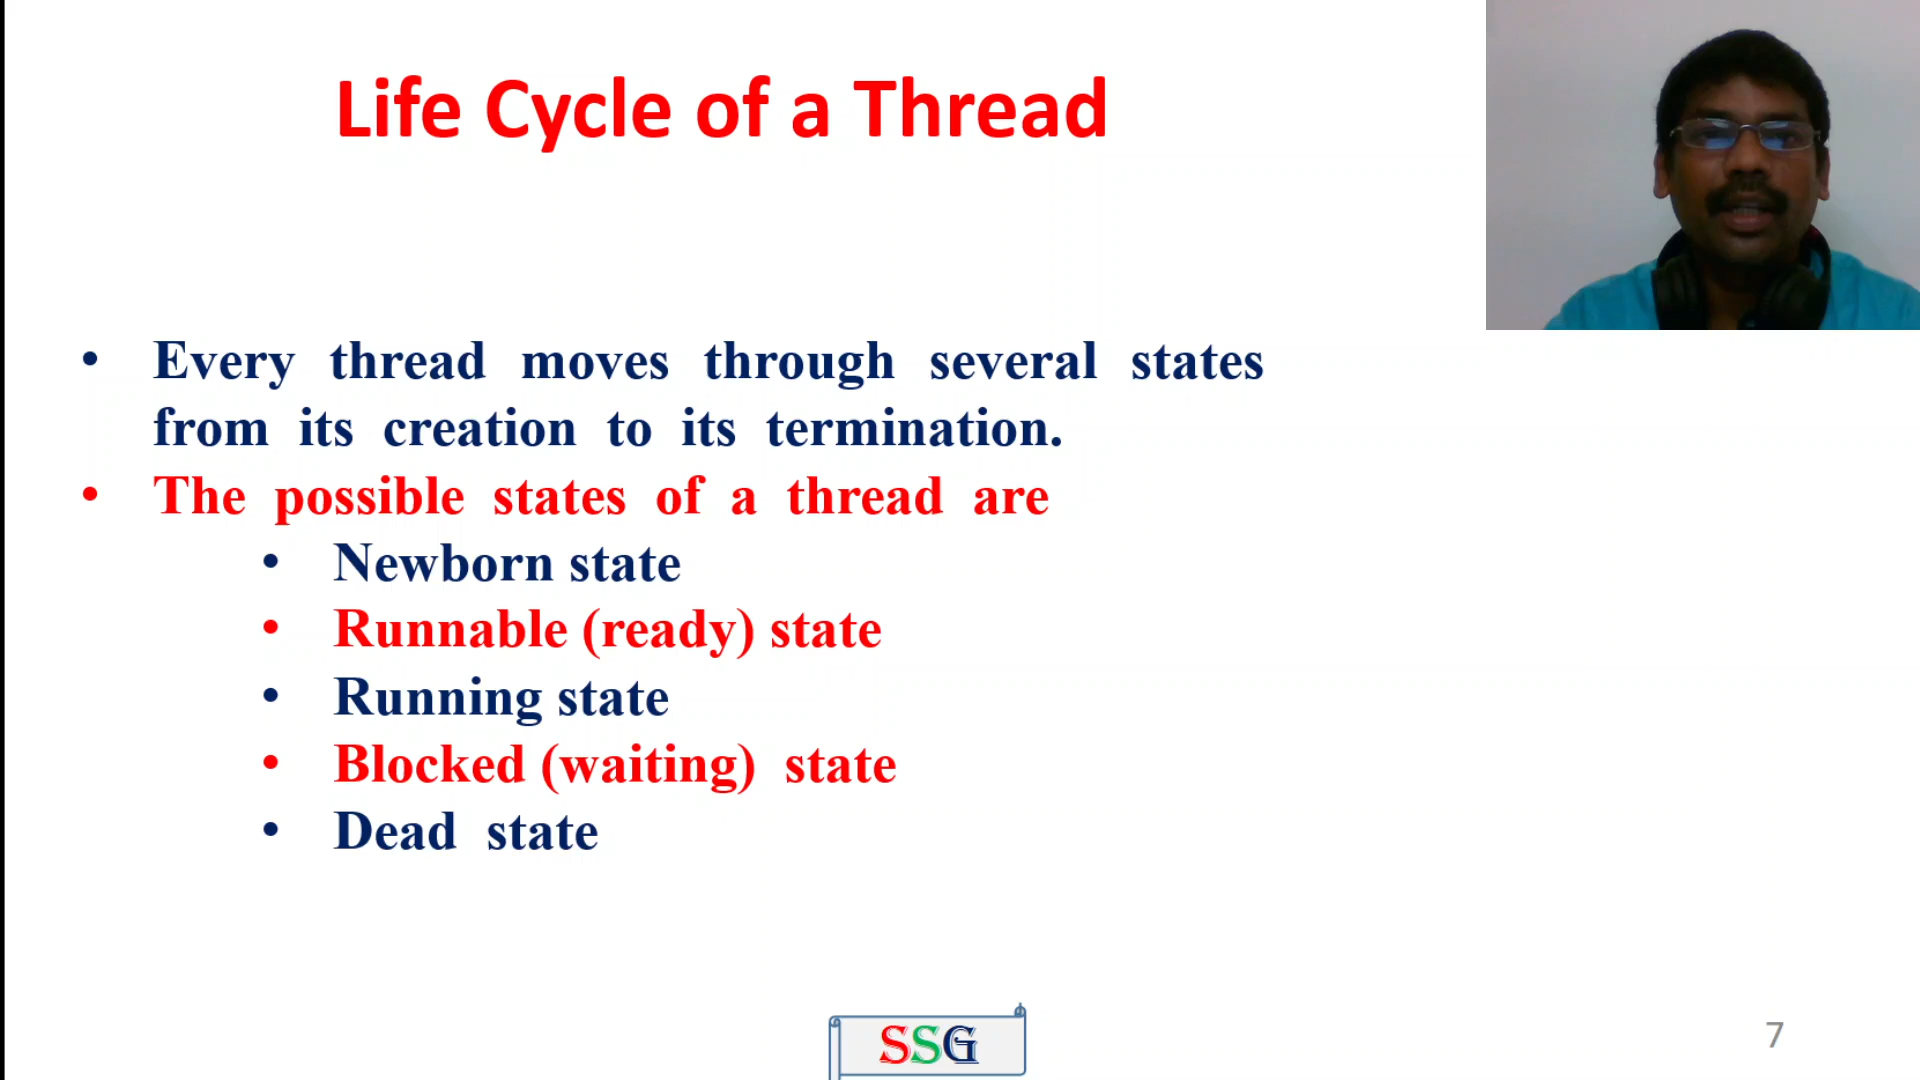 Life Cycle of a Thread
• Every thread moves through several states
from its creation to its termination.
• The possible states of a thread are
• Newborn state
• Runnable (ready) state
• Running state
• Blocked (waiting) state
• Dead state
SSG
7